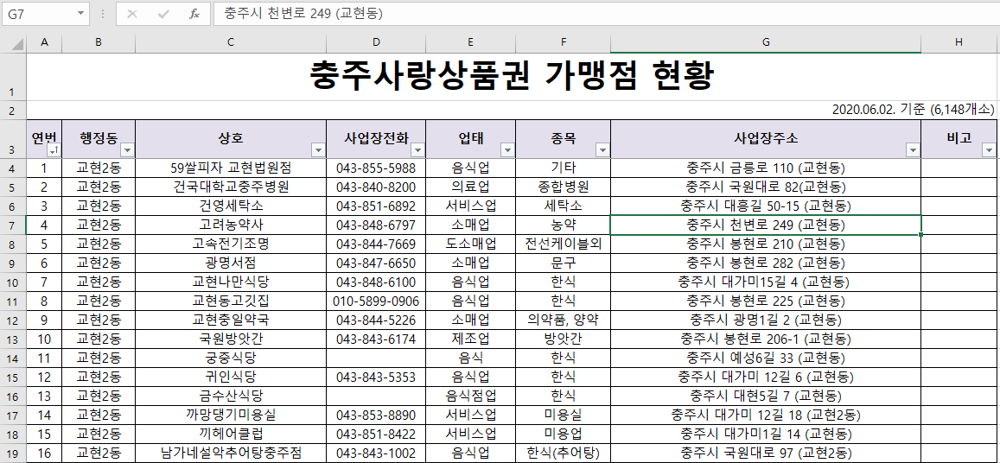 G7 fx 충주시 천변로 249 (교현동)
A B C D E F G H
1 충주사랑상품권 가맹점 현황
2 2020.06.02. 기준 (6,148개소)
3 연번 행정동 상호 사업장전화 업태 종목 사업장주소 비고
4 1 교현2동 59쌀피자 교현법원점 043-855-5988 음식업 기타 충주시 금릉로 110 (교현동)
5 2 교현2동 건국대학교충주병원 043-840-8200 의료업 종합병원 충주시 국원대로 82(교현동)
6 3 교현2동 건영세탁소 043-851-6892 서비스업 세탁소 충주시 대흥길 50-15 (교현동)
7 4 교현2동 고려농약사 043-848-6797 소매업 농약 충주시 천변로 249 (교현동)
8 5 교현2동 고속전기조명 043-844-7669 도소매업 전선케이블외 충주시 봉현로 210 (교현동)
9 6 교현2동 광명서점 043-847-6650 소매업 문구 충주시 봉현로 282 (교현동)
10 7 교현2동 교현나만식당 043-848-6100 음식업 한식 충주시 대가미15길 4 (교현동)
11 8 교현2동 교현동고깃집 010-5899-0906 음식업 한식 충주시 봉현로 225 (교현동)
12 9 교현2동 교현중일약국 043-844-5226 소매업 의약품, 양약 충주시 광명1길 2 (교현동)
13 10 교현2동 국원방앗간 043-843-6174 제조업 방앗간 충주시 봉현로 206-1 (교현동)
14 11 교현2동 궁중식당 음식 한식 충주시 예성6길 33 (교현동)
15 12 교현2동 귀인식당 043-843-5353 음식업 한식 충주시 대가미 12길 6 (교현동)
16 13 교현2동 금수산식당 음식점업 한식 충주시 대현5길 7 (교현동)
17 14 교현2동 까망댕기미용실 043-853-8890 서비스업 미용실 충주시 대가미 12길 18 (교현2동)
18 15 교현2동 끼헤어클럽 043-851-8422 서비스업 미용업 충주시 대가미1길 14 (교현동)
19 16 교현2동 남가네설악추어탕충주점 043-843-1002 음식업 한식(추어탕) 충주시 국원대로 97 (교현2동)